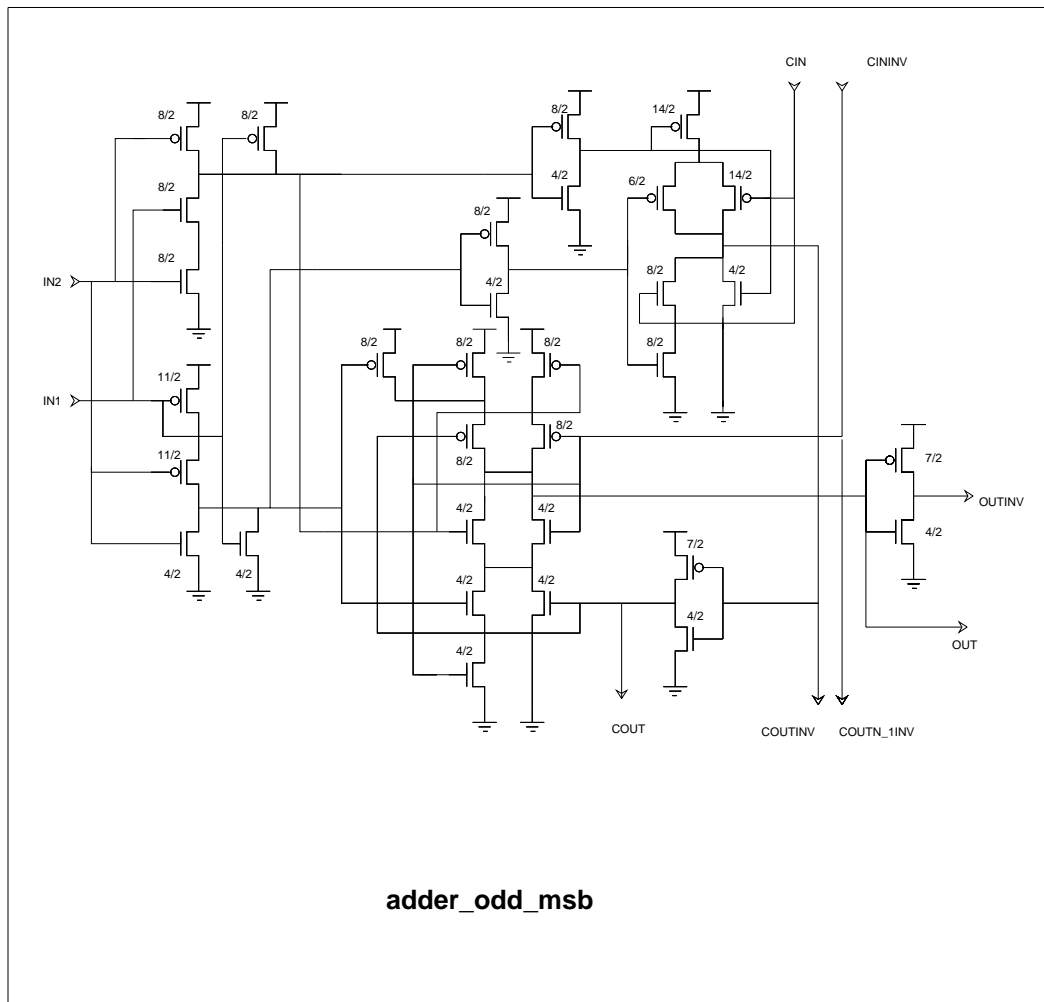 CIN CININV
8/2 8/2 8/2 14/2
8/2 4/2 6/2 14/2
8/2
8/2 4/2 8/2 4/2
IN2
8/2 8/2 8/2 8/2
11/2
IN1
8/2
11/2 8/2 7/2
4/2 4/2 OUTINV
4/2 4/2 7/2 4/2
4/2 4/2
4/2
4/2 OUT
COUT COUTINV COUTN_1INV
adder_odd_msb